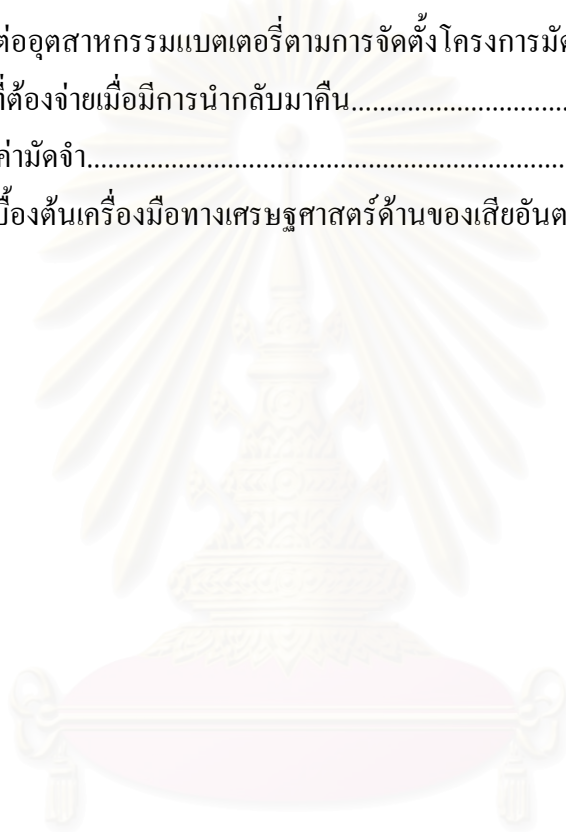 ต่ออุตสาหกรรมแบตเตอรี่ตามการจัดตั้งโครงการมัด
ที่ต้องจ่ายเมื่อมีการนำกลับมาคืน..............................
ค่ามัดจำ.....................................................................
บื้องต้นเครื่องมือทางเศรษฐศาสตร์ด้านของเสียอันต